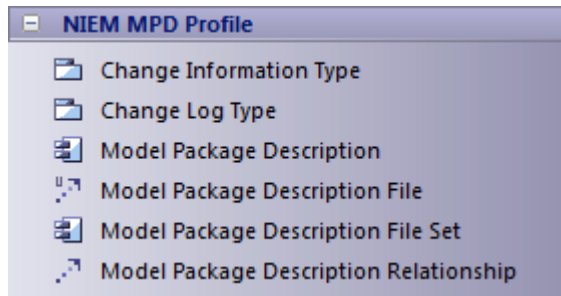 NIEM MPD Profile
Change Information Type
Change Log Type
Model Package Description
Model Package Description File
Model Package Description File Set
Model Package Description Relationship